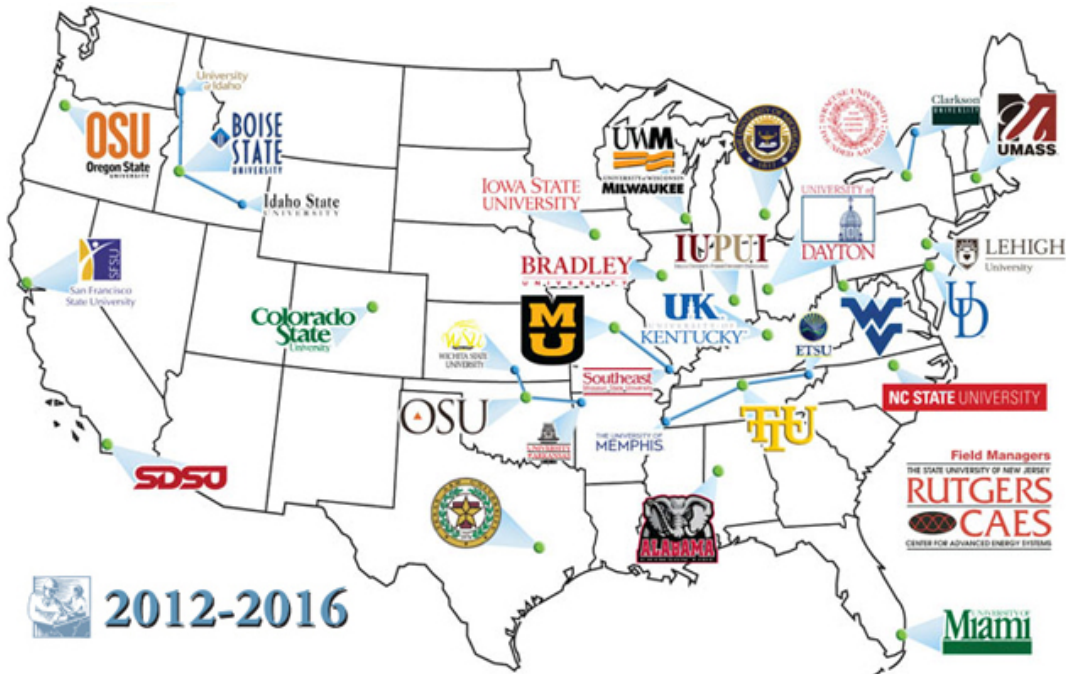 University
of Idaho
OSU
Oregon State
UNIVERSITY
BOISE
STATE
UNIVERSITY
Idaho State
UNIVERSITY
SFSU
San Francisco
State University
Colorado
State
University
SDSU
IOWA STATE
UNIVERSITY
UWM
UNIVERSITY of WISCONSIN
MILWAUKEE
BRADLEY
UNIVERSITY
IUPUI
MU
UK
UNIVERSITY OF
KENTUCKY
WSU
WICHITA STATE
UNIVERSITY
OSU
Southeast
Missouri State University
THE UNIVERSITY OF
MEMPHIS
TTU
ETSU
SYRACUSE UNIVERSITY
Clarkson
UNIVERSITY
UMASS
UNIVERSITY of
DAYTON
LEHIGH
University
UD
WV
NC STATE UNIVERSITY
ALABAMA
Field Managers
THE STATE UNIVERSITY OF NEW JERSEY
RUTGERS
CAES
CENTER FOR ADVANCED ENERGY SYSTEMS
UNIVERSITY OF
Miami
2012-2016